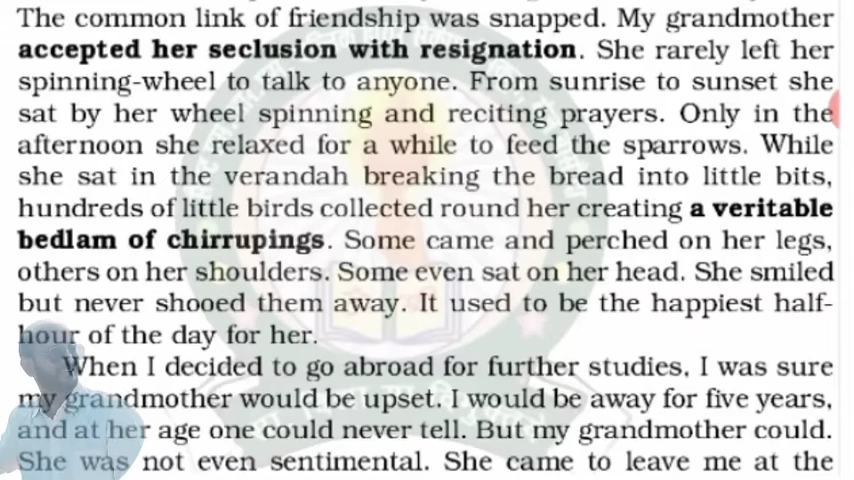 The common link of friendship was snapped. My grandmother
accepted her seclusion with resignation. She rarely left her
spinning-wheel to talk to anyone. From sunrise to sunset she
sat by her wheel spinning and reciting prayers. Only in the
afternoon she relaxed for a while to feed the sparrows. While
she sat in the verandah breaking the bread into little bits,
hundreds of little birds collected round her creating a veritable
bedlam of chirrupings. Some came and perched on her legs,
others on her shoulders. Some even sat on her head. She smiled
but never shooed them away. It used to be the happiest half-
hour of the day for her.
When I decided to go abroad for further studies, I was sure
my grandmother would be upset. I would be away for five years,
and at her age one could never tell. But my grandmother could.
She was not even sentimental. She came to leave me at the